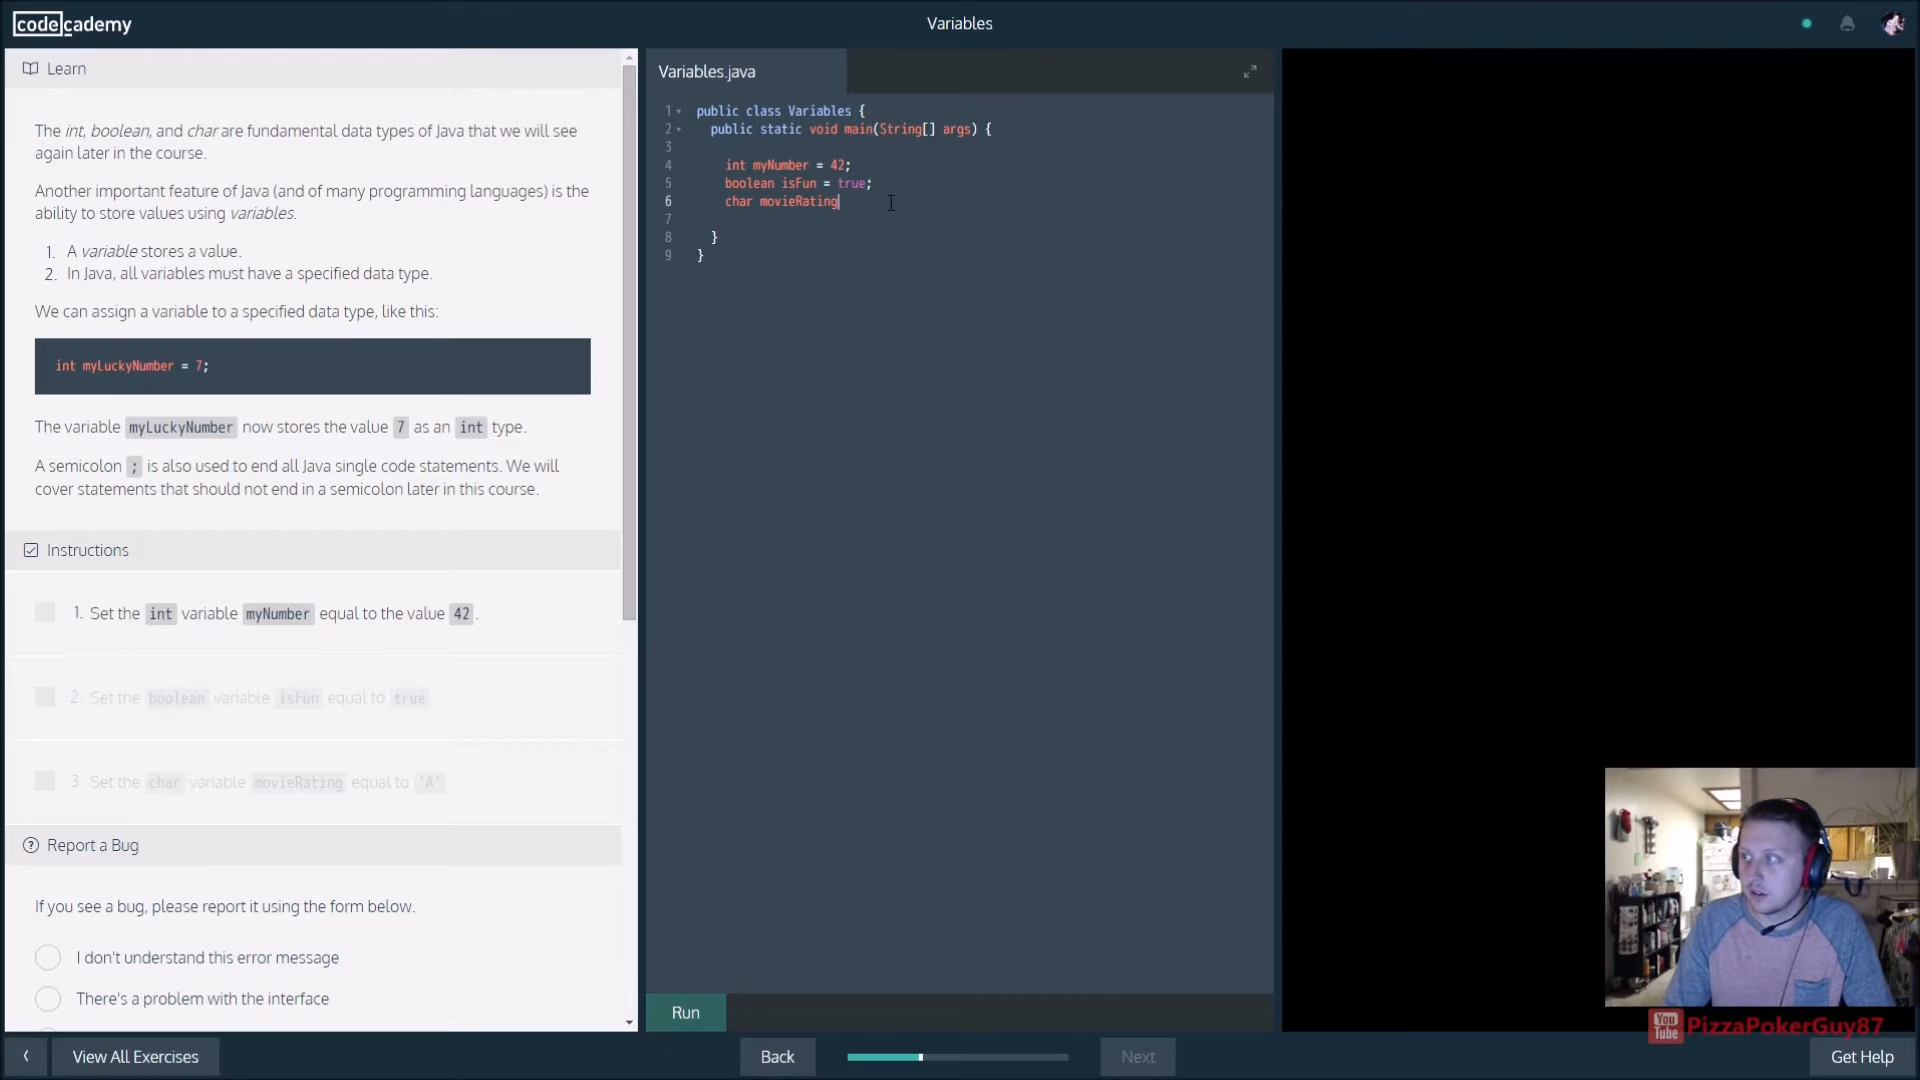 codecademy
Variables
Learn
The int, boolean, and char are fundamental data types of Java that we will see
again later in the course.
Another important feature of Java (and of many programming languages) is the
ability to store values using variables.
1. A variable stores a value.
2. In Java, all variables must have a specified data type.
We can assign a variable to a specified data type, like this:
int myLuckyNumber = 7;
The variable myLuckyNumber now stores the value 7 as an int type.
A semicolon ; is also used to end all Java single code statements. We will
cover statements that should not end in a semicolon later in this course.
Instructions
1. Set the int variable myNumber equal to the value 42.
2. Set the boolean variable isFun equal to true
3 Set the char variable movieRating equal to 'A'
Report a Bug
If you see a bug, please report it using the form below.
I don't understand this error message
There's a problem with the interface
Variables.java
1 public class Variables {
2 public static void main(String[] args) {
3
4 int myNumber = 42;
5 boolean isFun = true;
6 char movieRating
7
8 }
9 }
Run
View All Exercises
Back
Next
Get Help
You Tube PizzaPokerGuy87